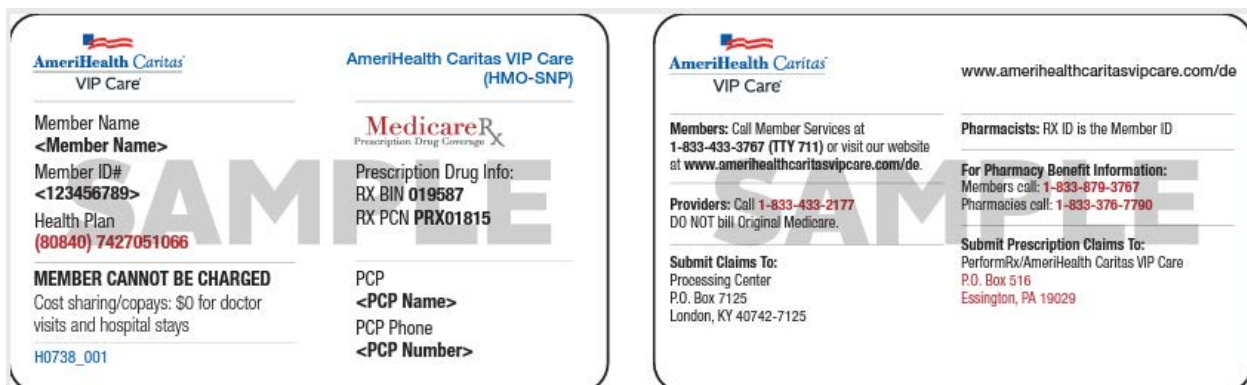 AmeriHealth Caritas
VIP Care
AmeriHealth Caritas VIP Care
(HMO-SNP)
Member Name
<Member Name>
Member ID#
<123456789>
Health Plan
(80840) 7427051066
MEMBER CANNOT BE CHARGED
Cost sharing/copays: $0 for doctor
visits and hospital stays
H0738_001
MedicareRx
Prescription Drug Coverage
Prescription Drug Info:
RX BIN 019587
RX PCN PRX01815
PCP
<PCP Name>
PCP Phone
<PCP Number>
SAMPLE
AmeriHealth Caritas
VIP Care
www.amerihealthcaritasvipcare.com/de
Members: Call Member Services at
1-833-433-3767 (TTY 711) or visit our website
at www.amerihealthcaritasvipcare.com/de.
Providers: Call 1-833-433-2177
DO NOT bill Original Medicare.
Submit Claims To:
Processing Center
P.O. Box 7125
London, KY 40742-7125
Pharmacists: RX ID is the Member ID
For Pharmacy Benefit Information:
Members call: 1-833-879-3767
Pharmacies call: 1-833-376-7790
Submit Prescription Claims To:
PerformRx/AmeriHealth Caritas VIP Care
P.O. Box 516
Essington, PA 19029
SAMPLE